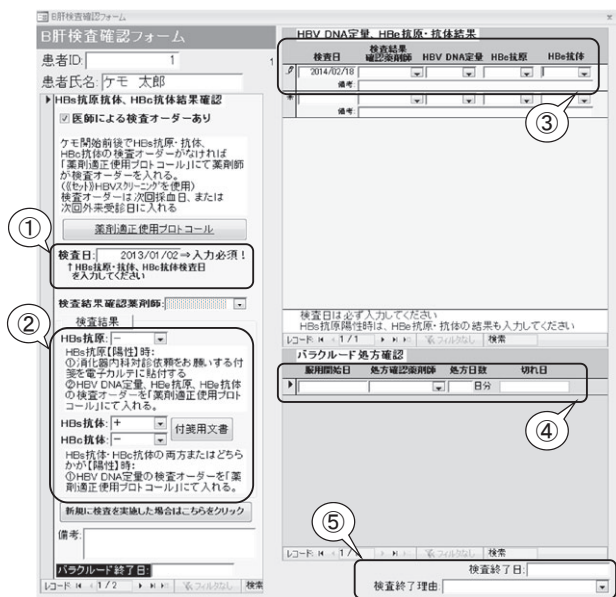 B肝検査確認フォーム
B肝検査確認フォーム
患者ID: 1
患者氏名: ケモ 太郎
HBs抗原抗体、HBc抗体結果確認
医師による検査オーダーあり
ケモ開始前後でHBs抗原・抗体、
HBc抗体の検査オーダーがなければ
「薬剤適正使用プロトコール」にて薬剤師
が検査オーダーを入れる。
(《セット》HBVスクリーニングを使用)
検査オーダーは次回採血日、または
次回外来受診日に入れる
薬剤適正使用プロトコール
①
検査日: 2013/01/02 ⇒入力必須!
↑HBs抗原・抗体、HBc抗体検査日
を入力してください
検査結果確認薬剤師:
②
検査結果
HBs抗原: -
HBs抗原【陽性】時:
①消化器内科対診依頼をお願いする付
箋を電子カルテに貼付する
②HBV DNA定量、HBe抗原、HBe抗体
の検査オーダーを「薬剤適正使用プロト
コール」にて入れる。
HBs抗体: +
HBc抗体: -
付箋用文書
HBs抗体・HBc抗体の両方またはどちら
かが【陽性】時:
①HBV DNA定量の検査オーダーを「薬
剤適正使用プロトコール」にて入れる。
新規に検査を実施した場合はこちらをクリック
備考:
バラクルード終了日:
レコード: 1 / 2 フィルタなし 検索
1
HBV DNA定量、HBe抗原・抗体結果
検査日 検査結果確認薬剤師 HBV DNA定量 HBe抗原 HBe抗体
2014/02/18
備考:
備考:
③
検査日は必ず入力してください
HBs抗原陽性時は、HBe抗原・抗体の結果も入力してください
レコード: 1 / 1 フィルタなし 検索
バラクルード処方確認
服用開始日 処方確認薬剤師 処方日数 切れ日
日分
④
⑤
レコード: 1 / フィルタなし 検索
検査終了日:
検査終了理由: